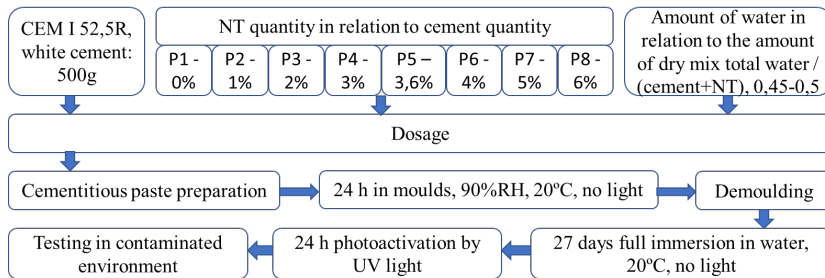 CEM I 52,5R,
white cement:
500g
NT quantity in relation to cement quantity
P1 -
0%
P2 -
1%
P3 -
2%
P4 -
3%
P5 –
3,6%
P6 -
4%
P7 -
5%
P8 -
6%
Amount of water in
relation to the amount
of dry mix total water /
(cement+NT), 0,45-0,5
Dosage
Cementitious paste preparation
24 h in moulds, 90%RH, 20ºC, no light
Demoulding
27 days full immersion in water,
20ºC, no light
24 h photoactivation by
UV light
Testing in contaminated
environment